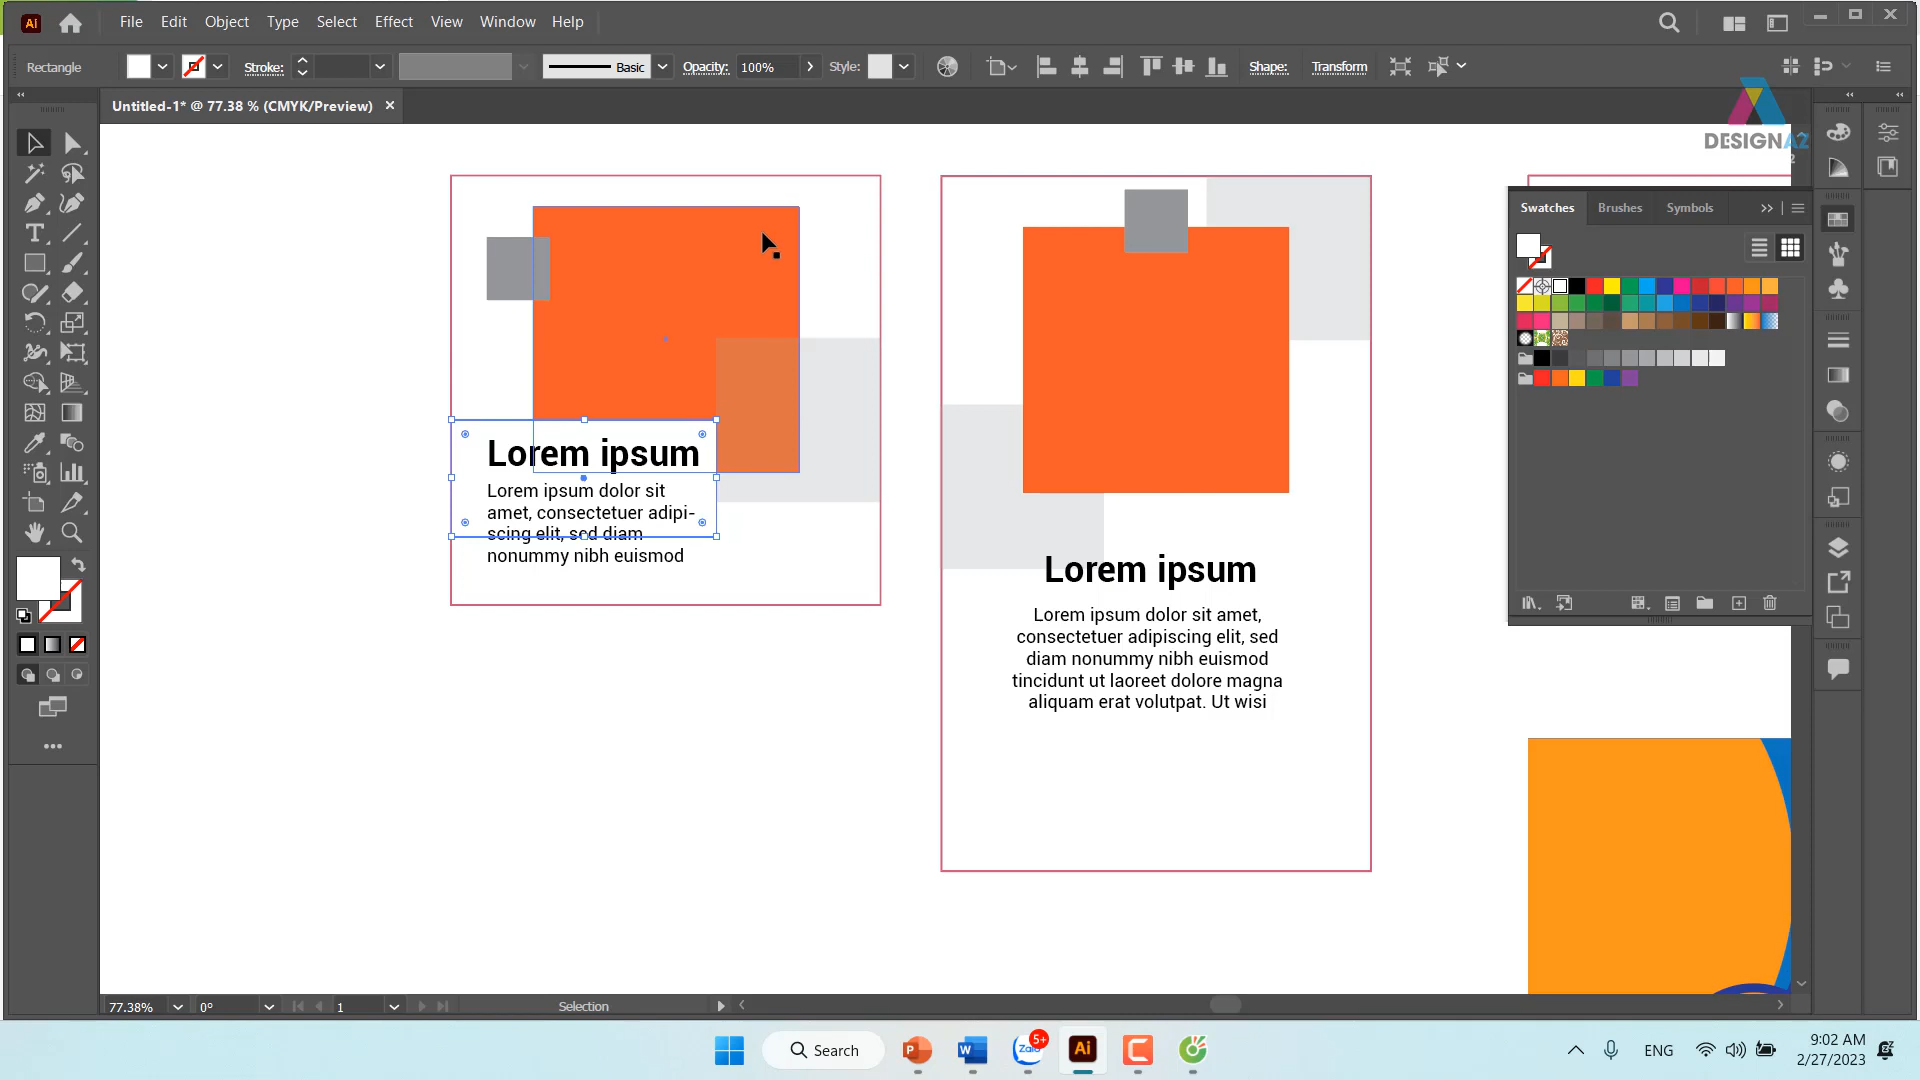 Ai File Edit Object Type Select Effect View Window Help
Rectangle Stroke: Basic Opacity: 100% Style: Shape: Transform
Untitled-1* @ 77.38 % (CMYK/Preview) ×
DESIGNA2
Swatches Brushes Symbols
Lorem ipsum
Lorem ipsum dolor sit
amet, consectetuer adipi-
scing elit, sed diam
nonummy nibh euismod
Lorem ipsum
Lorem ipsum dolor sit amet,
consectetuer adipiscing elit, sed
diam nonummy nibh euismod
tincidunt ut laoreet dolore magna
aliquam erat volutpat. Ut wisi
77.38% 0° 1 Selection
Search P W Zalo 5+ Ai C ENG
9:02 AM
2/27/2023